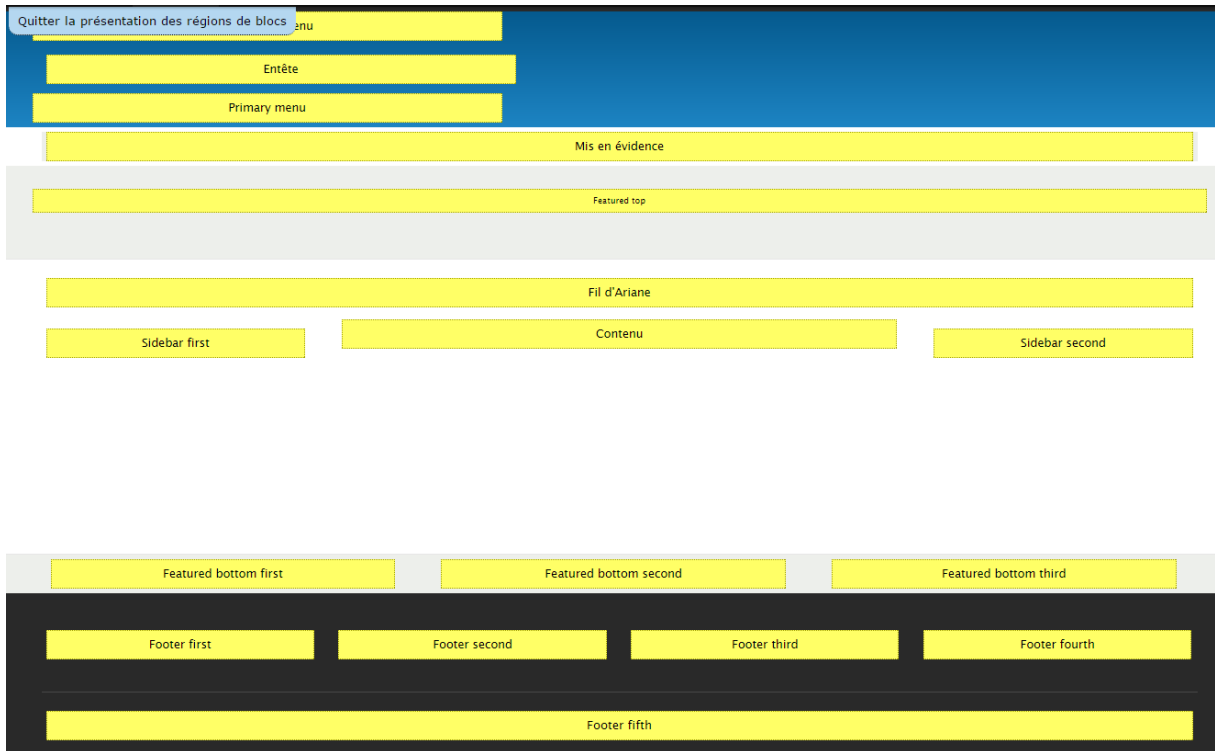 Quitter la présentation des régions de blocs
Entête
Primary menu
Mis en évidence
Featured top
Fil d'Ariane
Sidebar first
Contenu
Sidebar second
Featured bottom first
Featured bottom second
Featured bottom third
Footer first
Footer second
Footer third
Footer fourth
Footer fifth